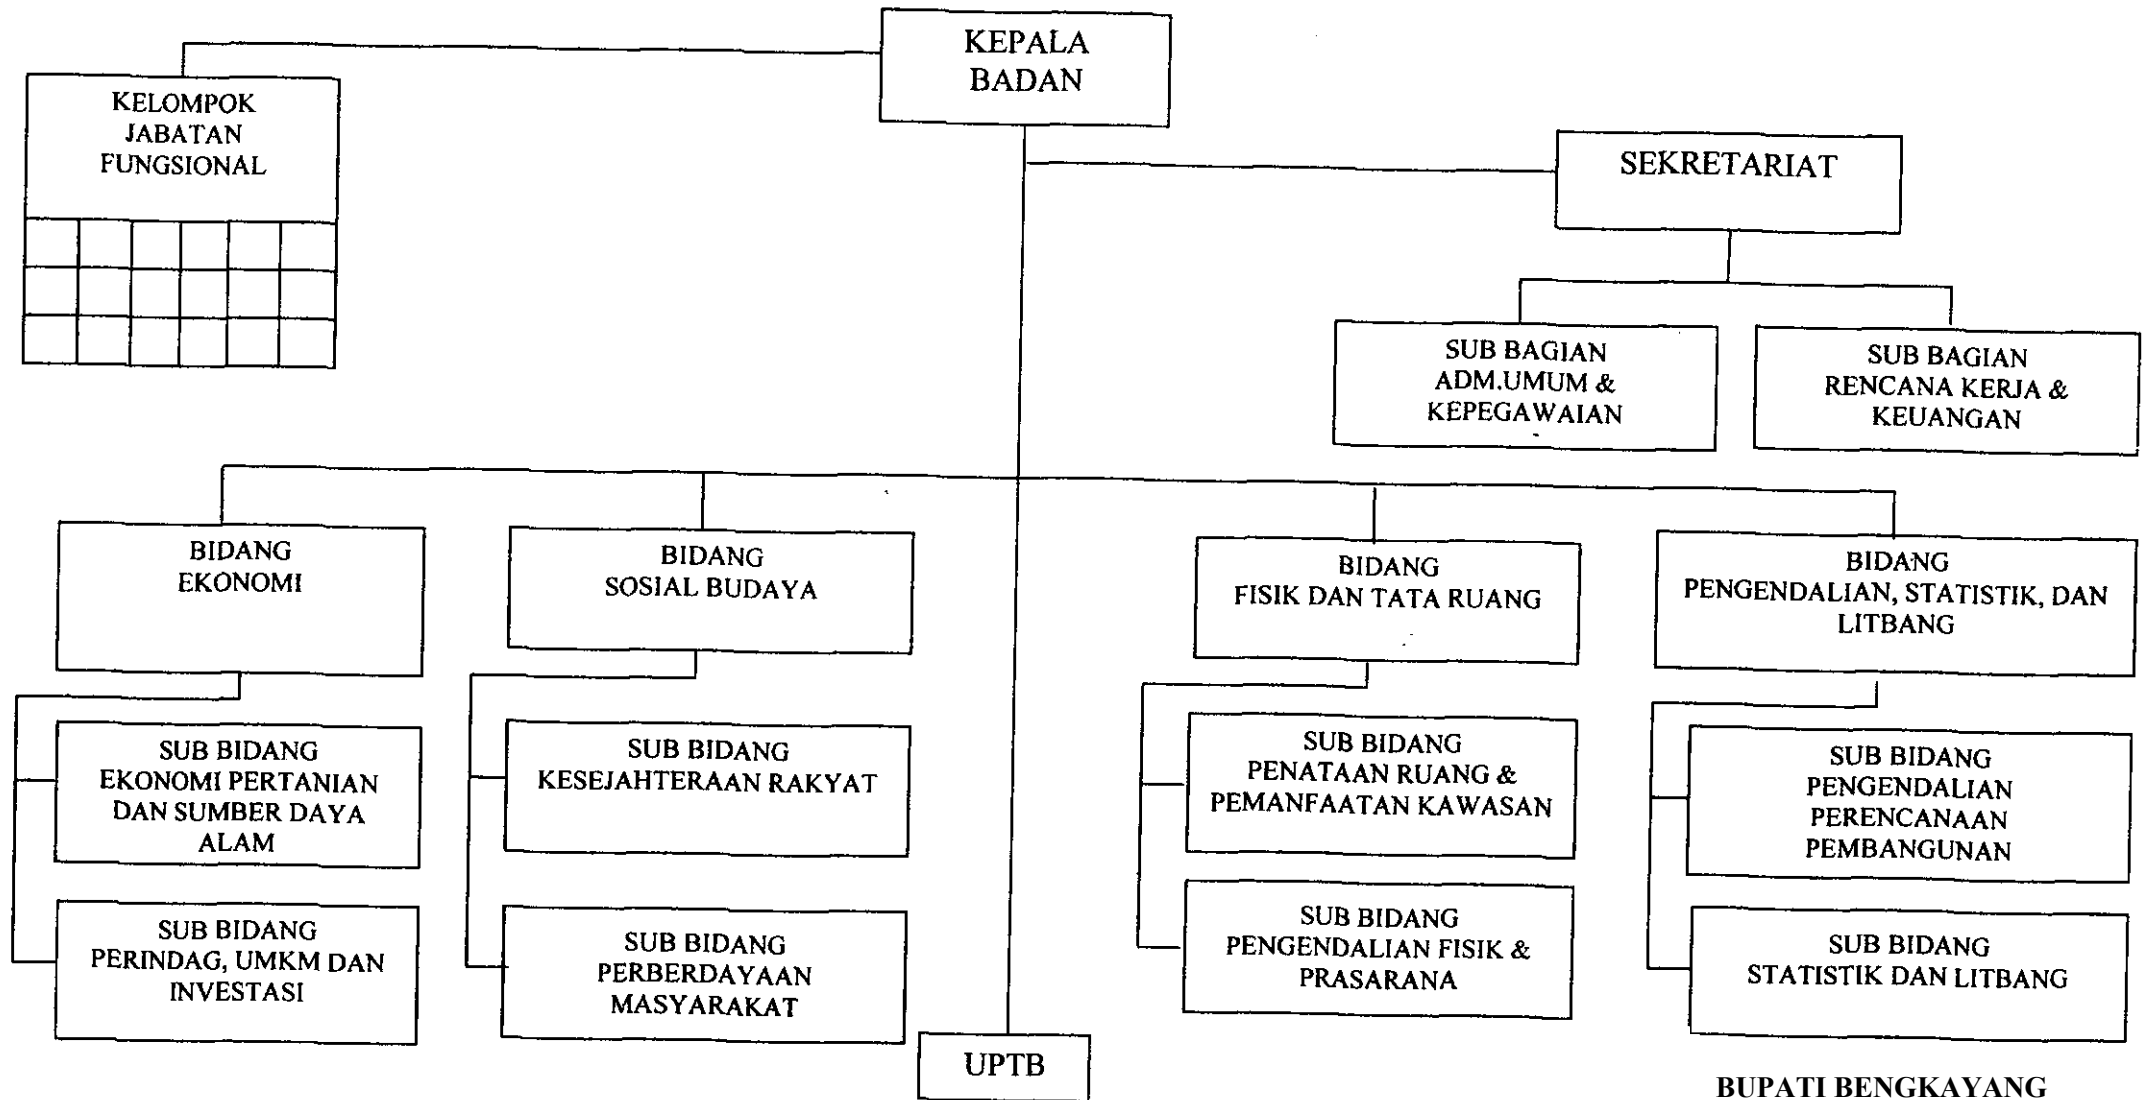 KEPALA
BADAN
KELOMPOK
JABATAN
FUNGSIONAL
SEKRETARIAT
SUB BAGIAN
ADM.UMUM &
KEPEGAWAIAN
SUB BAGIAN
RENCANA KERJA &
KEUANGAN
BIDANG
EKONOMI
BIDANG
SOSIAL BUDAYA
BIDANG
FISIK DAN TATA RUANG
BIDANG
PENGENDALIAN, STATISTIK, DAN
LITBANG
SUB BIDANG
EKONOMI PERTANIAN
DAN SUMBER DAYA
ALAM
SUB BIDANG
KESEJAHTERAAN RAKYAT
SUB BIDANG
PENATAAN RUANG &
PEMANFAATAN KAWASAN
SUB BIDANG
PENGENDALIAN
PERENCANAAN
PEMBANGUNAN
SUB BIDANG
PERINDAG, UMKM DAN
INVESTASI
SUB BIDANG
PERBERDAYAAN
MASYARAKAT
SUB BIDANG
PENGENDALIAN FISIK &
PRASARANA
SUB BIDANG
STATISTIK DAN LITBANG
UPTB
BUPATI BENGKAYANG